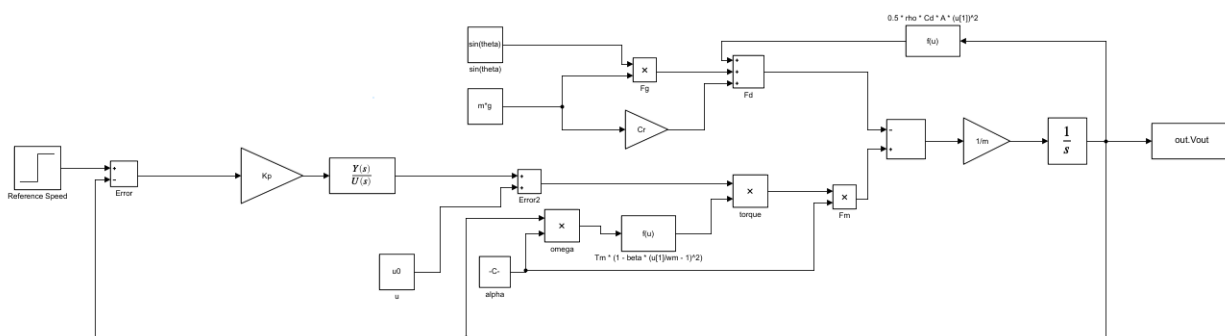 0.5 * rho * Cd * A * (u[1])^2
f(u)
sin(theta)
sin(theta)
×
Fg
+
+
+
Fd
m*g
Cr
−
+
1/m
1
s
out.Vout
Reference Speed
+
−
Error
Kp
Y(s)
U(s)
+
+
Error2
×
torque
×
Fm
×
omega
f(u)
Tm * (1 - beta * (u[1]/wm - 1)^2)
u0
u
-C-
alpha